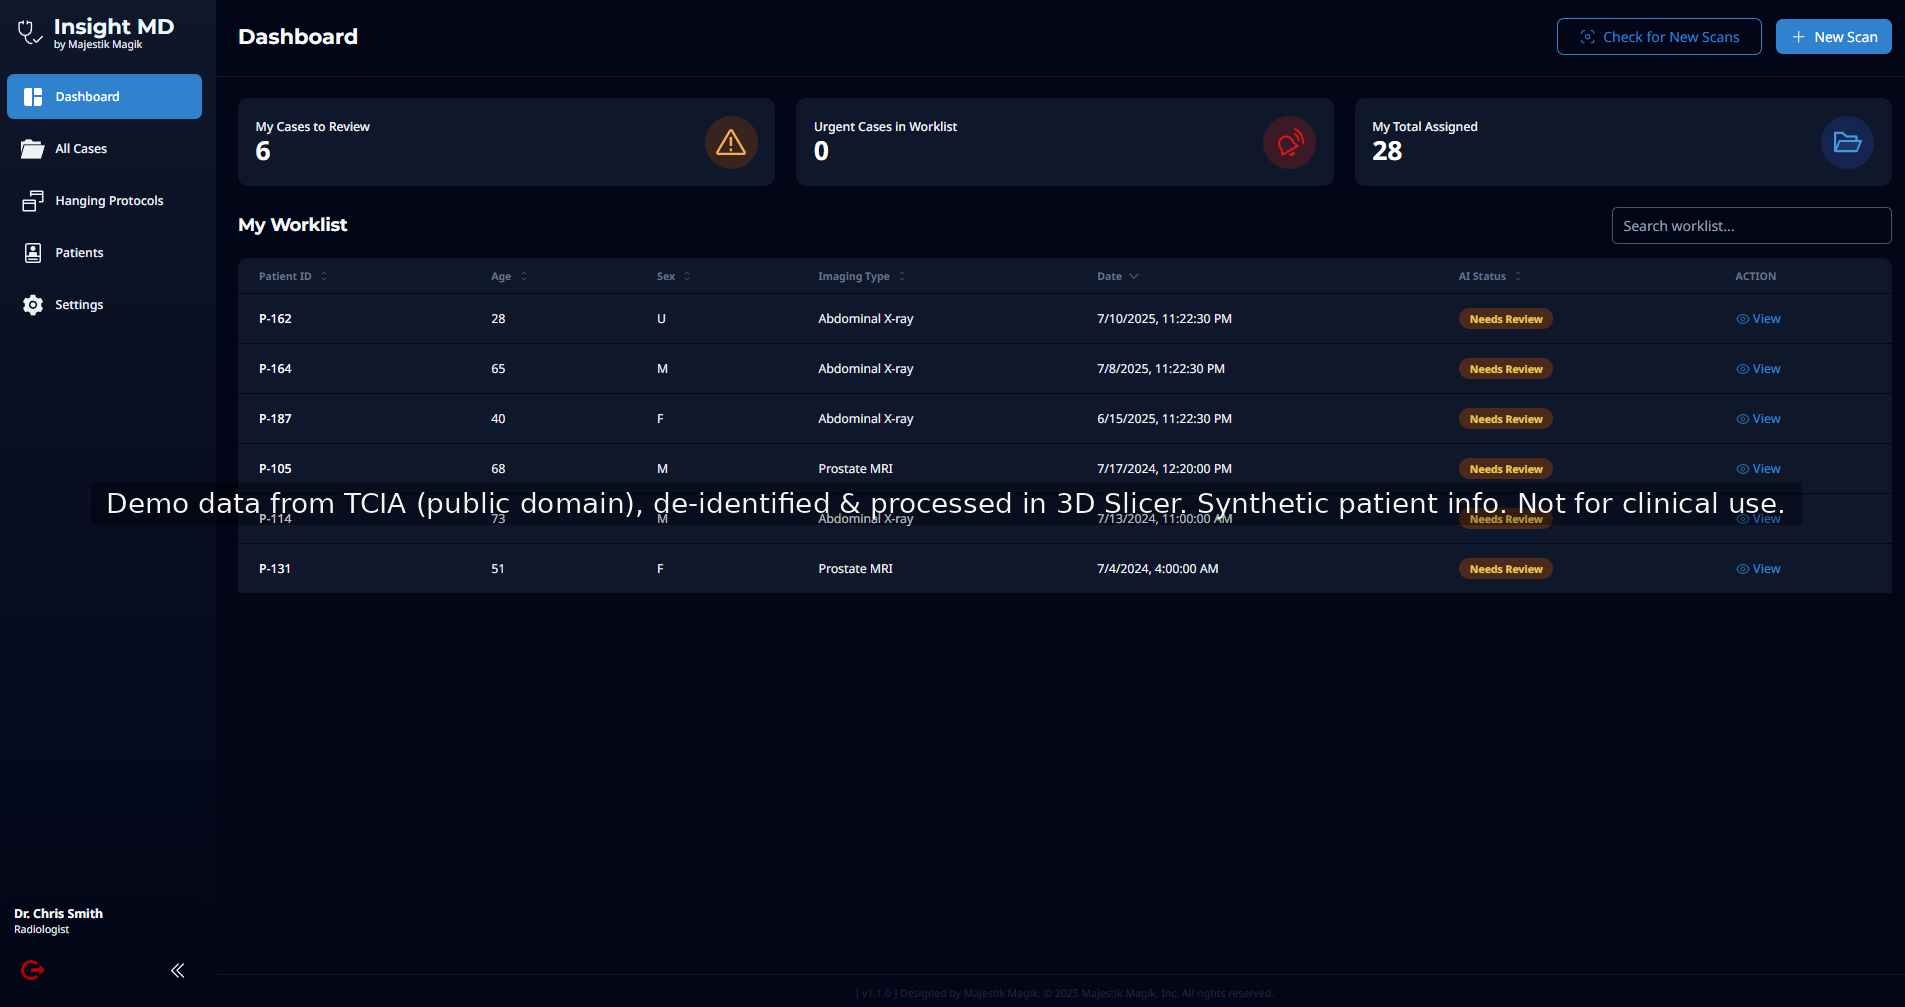 Insight MD
by Majestik Magik
Dashboard
All Cases
Hanging Protocols
Patients
Settings
Dr. Chris Smith
Radiologist
Dashboard
Check for New Scans
New Scan
My Cases to Review
6
Urgent Cases in Worklist
0
My Total Assigned
28
My Worklist
Search worklist...
Patient ID Age Sex Imaging Type Date AI Status ACTION
P-162 28 U Abdominal X-ray 7/10/2025, 11:22:30 PM Needs Review View
P-164 65 M Abdominal X-ray 7/8/2025, 11:22:30 PM Needs Review View
P-187 40 F Abdominal X-ray 6/15/2025, 11:22:30 PM Needs Review View
P-105 68 M Prostate MRI 7/17/2024, 12:20:00 PM Needs Review View
Demo data from TCIA (public domain), de-identified & processed in 3D Slicer. Synthetic patient info. Not for clinical use.
P-114 73 M Abdominal X-ray 7/13/2024, 11:00:00 AM Needs Review View
P-131 51 F Prostate MRI 7/4/2024, 4:00:00 AM Needs Review View
[ v1.1.0 ] Designed by Majestik Magik. © 2025 Majestik Magik, Inc. All rights reserved.